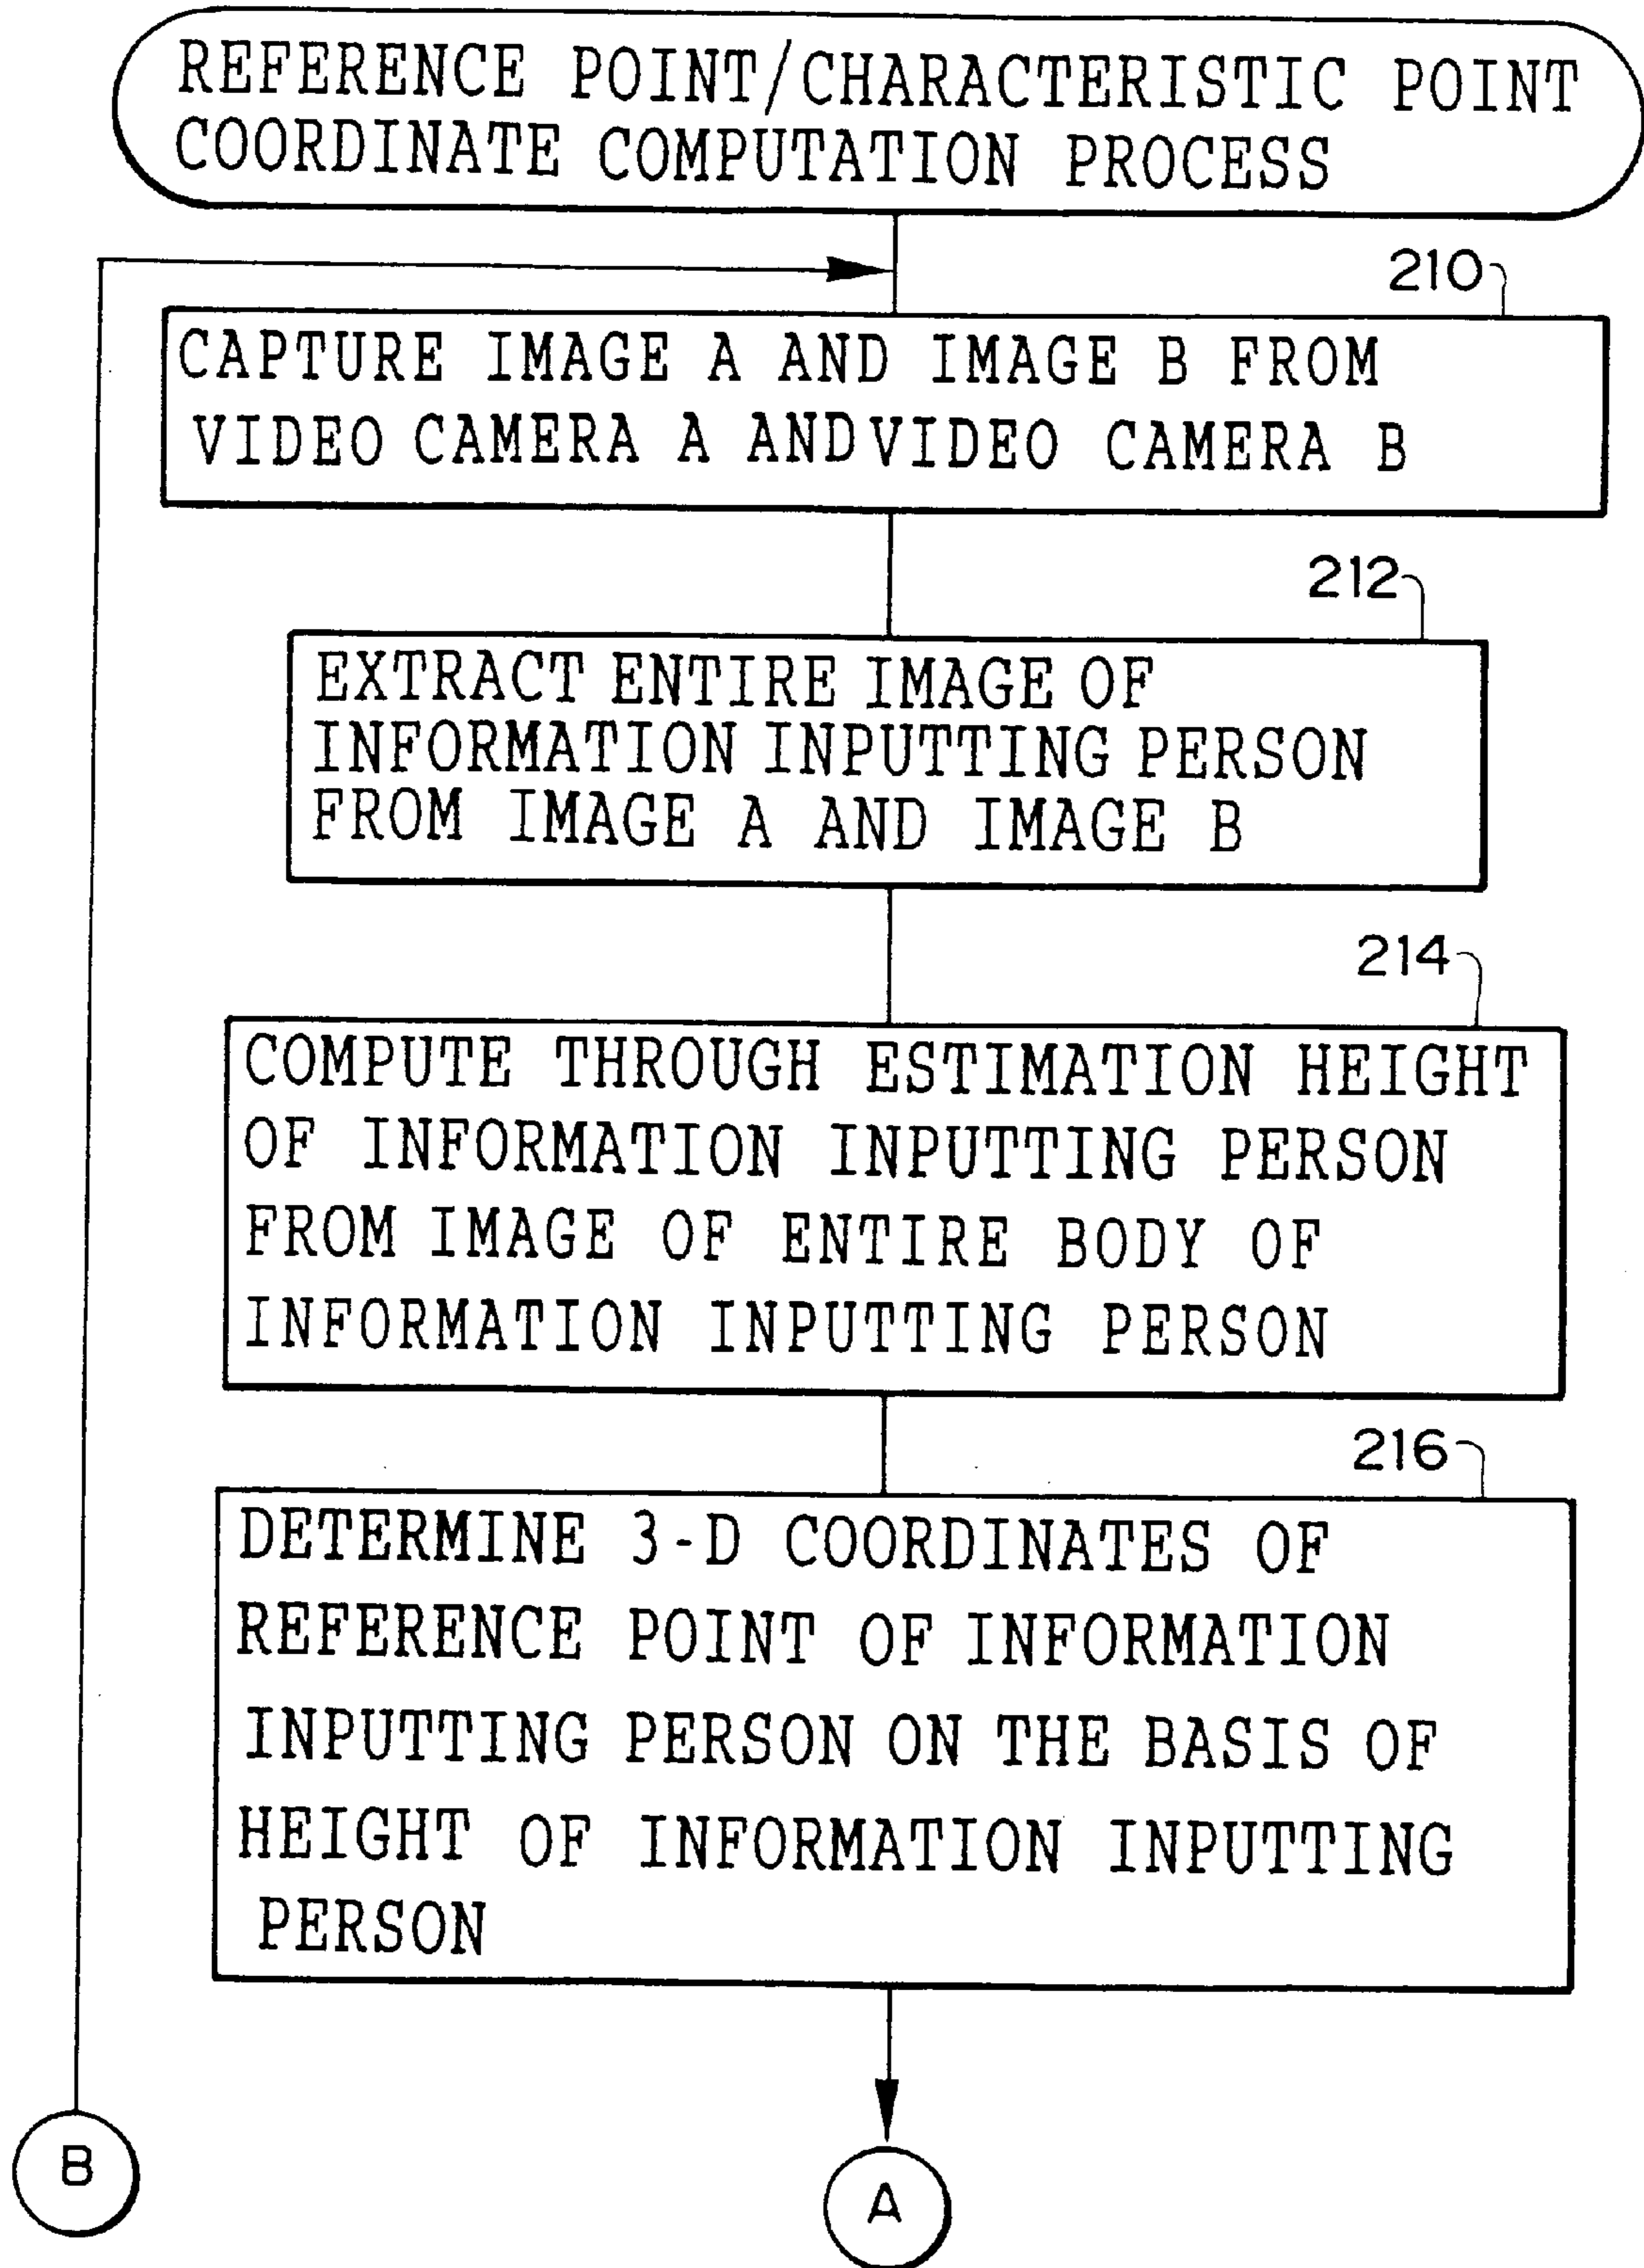 REFERENCE POINT/CHARACTERISTIC POINT
COORDINATE COMPUTATION PROCESS
210
CAPTURE IMAGE A AND IMAGE B FROM
VIDEO CAMERA A AND VIDEO CAMERA B
212
EXTRACT ENTIRE IMAGE OF
INFORMATION INPUTTING PERSON
FROM IMAGE A AND IMAGE B
214
COMPUTE THROUGH ESTIMATION HEIGHT
OF INFORMATION INPUTTING PERSON
FROM IMAGE OF ENTIRE BODY OF
INFORMATION INPUTTING PERSON
216
DETERMINE 3-D COORDINATES OF
REFERENCE POINT OF INFORMATION
INPUTTING PERSON ON THE BASIS OF
HEIGHT OF INFORMATION INPUTTING
PERSON
B
A